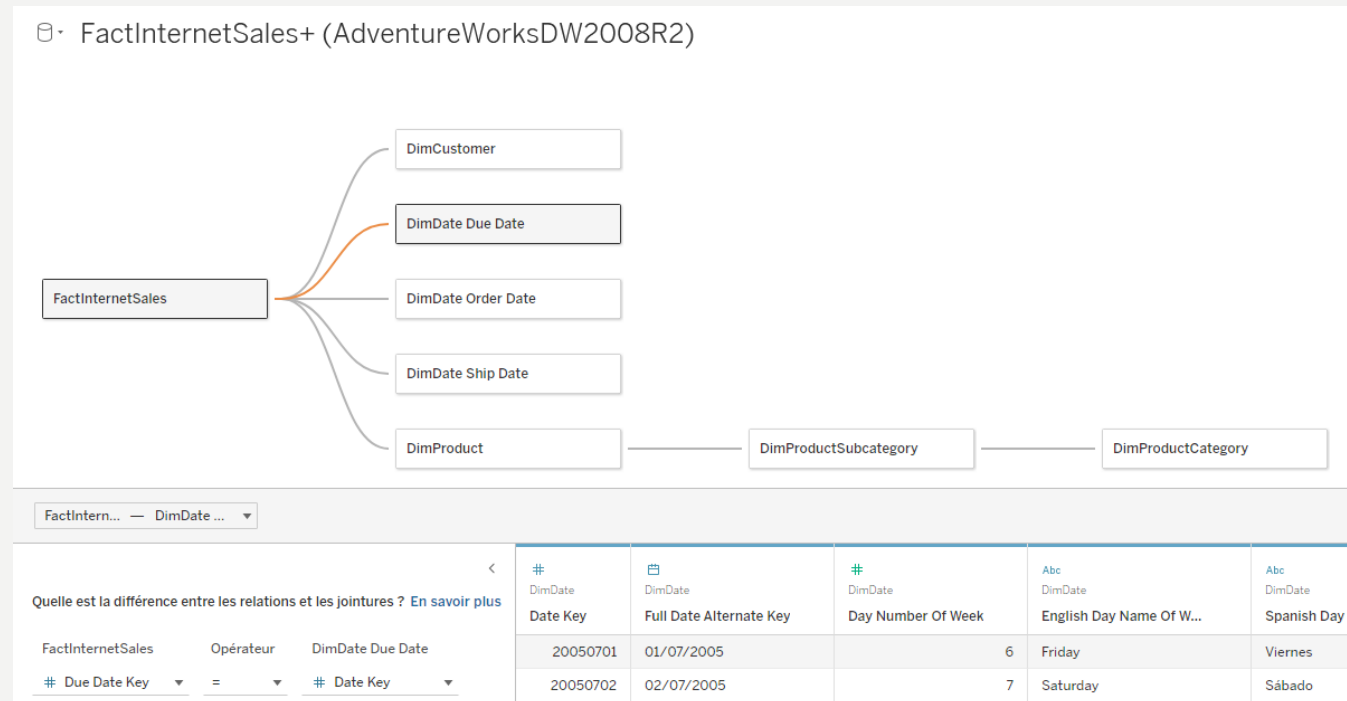 FactInternetSales+ (AdventureWorksDW2008R2)
DimCustomer
DimDate Due Date
FactInternetSales
DimDate Order Date
DimDate Ship Date
DimProduct
DimProductSubcategory
DimProductCategory
FactIntern... — DimDate ...
Quelle est la différence entre les relations et les jointures ? En savoir plus
FactInternetSales Opérateur DimDate Due Date
# Due Date Key = # Date Key
# # Abc Abc
DimDate DimDate DimDate DimDate DimDate
Date Key Full Date Alternate Key Day Number Of Week English Day Name Of W... Spanish Day
20050701 01/07/2005 6 Friday Viernes
20050702 02/07/2005 7 Saturday Sábado